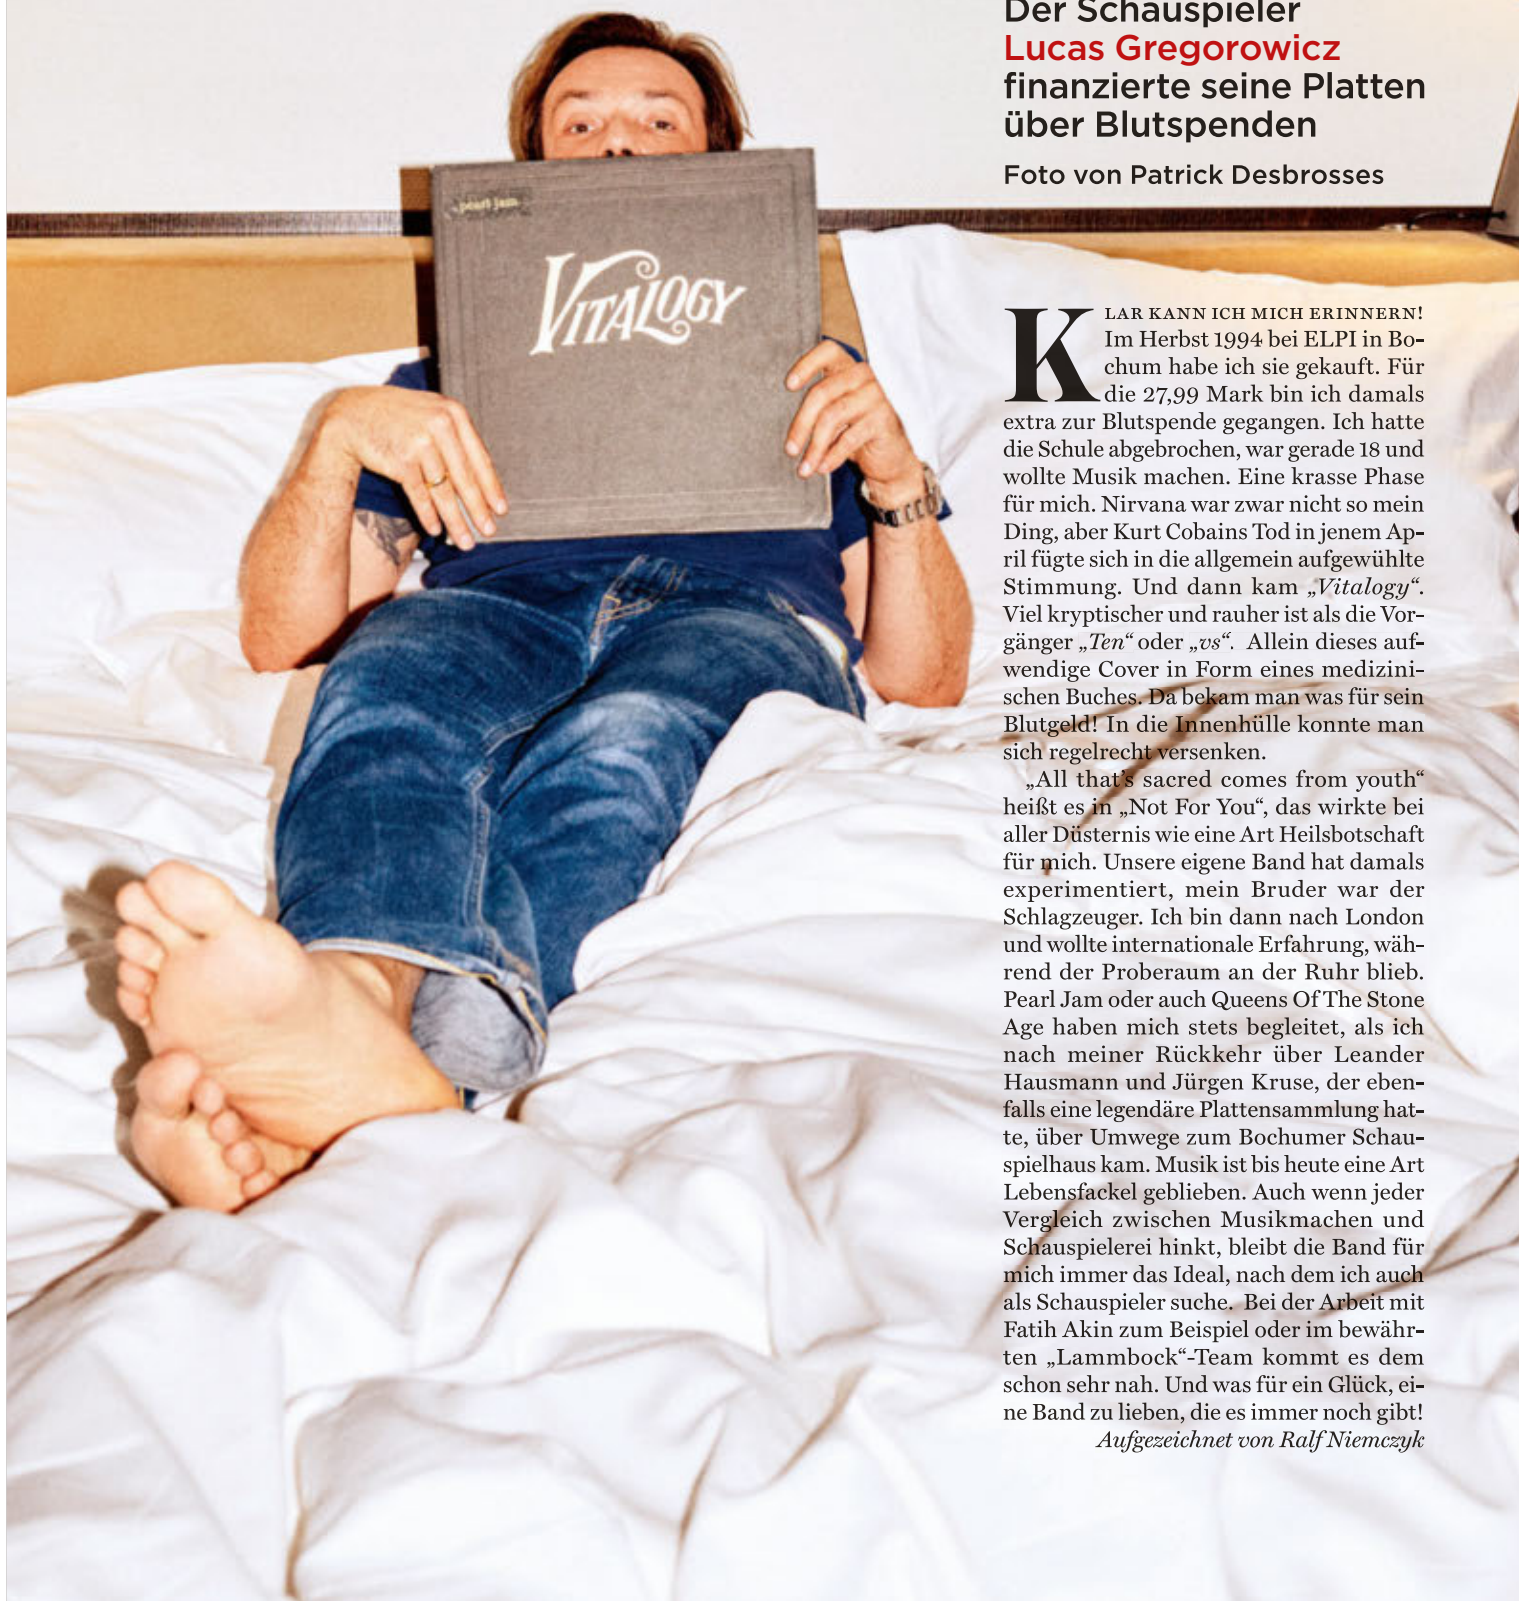 Der Schauspieler
Lucas Gregorowicz
finanzierte seine Platten
über Blutspenden
Foto von Patrick Desbrosses
pearl jam
VITALOGY
KLAR KANN ICH MICH ERINNERN!
Im Herbst 1994 bei ELPI in Bo-
chum habe ich sie gekauft. Für
die 27,99 Mark bin ich damals
extra zur Blutspende gegangen. Ich hatte
die Schule abgebrochen, war gerade 18 und
wollte Musik machen. Eine krasse Phase
für mich. Nirvana war zwar nicht so mein
Ding, aber Kurt Cobains Tod in jenem Ap-
ril fügte sich in die allgemein aufgewühlte
Stimmung. Und dann kam „Vitalogy“.
Viel kryptischer und rauher ist als die Vor-
gänger „Ten“ oder „vs“. Allein dieses auf-
wendige Cover in Form eines medizini-
schen Buches. Da bekam man was für sein
Blutgeld! In die Innenhülle konnte man
sich regelrecht versenken.
„All that’s sacred comes from youth“
heißt es in „Not For You“, das wirkte bei
aller Düsternis wie eine Art Heilsbotschaft
für mich. Unsere eigene Band hat damals
experimentiert, mein Bruder war der
Schlagzeuger. Ich bin dann nach London
und wollte internationale Erfahrung, wäh-
rend der Proberaum an der Ruhr blieb.
Pearl Jam oder auch Queens Of The Stone
Age haben mich stets begleitet, als ich
nach meiner Rückkehr über Leander
Hausmann und Jürgen Kruse, der eben-
falls eine legendäre Plattensammlung hat-
te, über Umwege zum Bochumer Schau-
spielhaus kam. Musik ist bis heute eine Art
Lebensfackel geblieben. Auch wenn jeder
Vergleich zwischen Musikmachen und
Schauspielerei hinkt, bleibt die Band für
mich immer das Ideal, nach dem ich auch
als Schauspieler suche. Bei der Arbeit mit
Fatih Akin zum Beispiel oder im bewähr-
ten „Lammbock“-Team kommt es dem
schon sehr nah. Und was für ein Glück, ei-
ne Band zu lieben, die es immer noch gibt!
Aufgezeichnet von Ralf Niemczyk